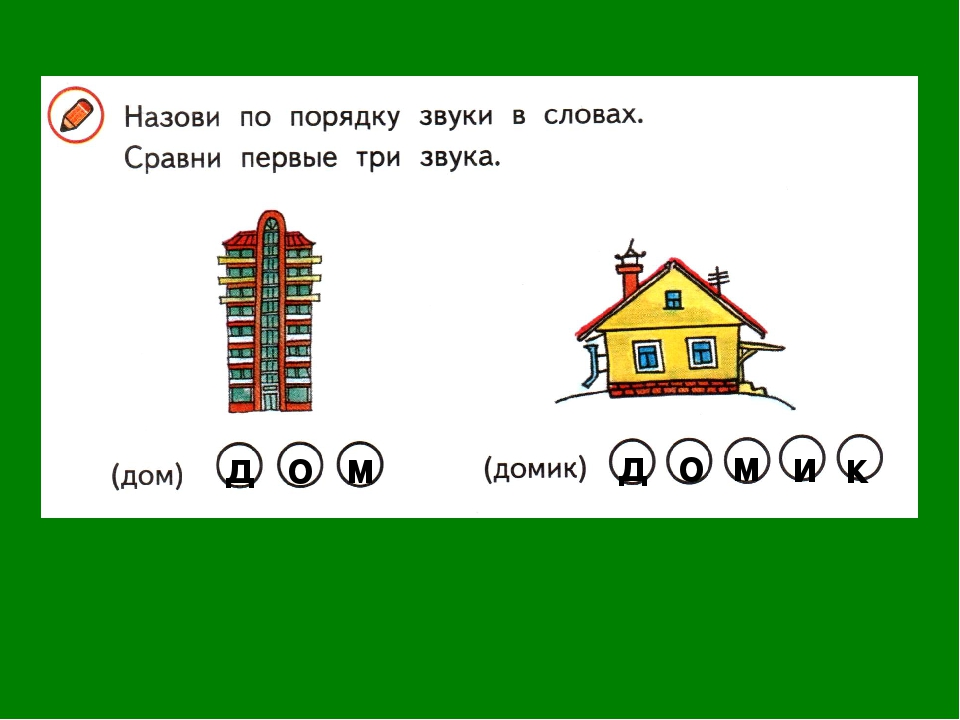 Назови по порядку звуки в словах.
Сравни первые три звука.
(дом) д о м (домик) д о м и к